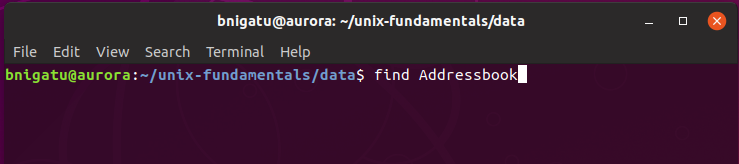 bnigatu@aurora: ~/unix-fundamentals/data
File Edit View Search Terminal Help
bnigatu@aurora:~/unix-fundamentals/data$ find Addressbook